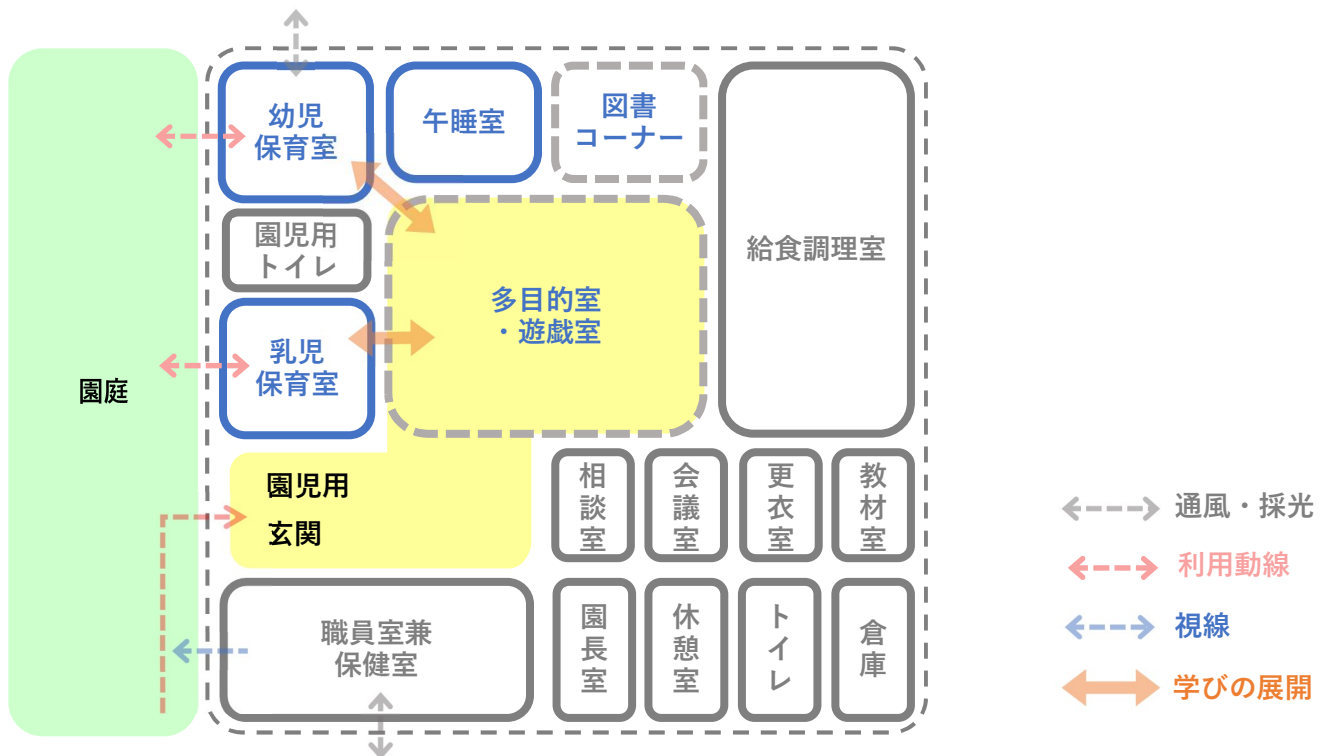 幼児
保育室
午睡室
図書
コーナー
給食調理室
園児用
トイレ
多目的室
・遊戯室
乳児
保育室
園庭
園児用
玄関
相談室
会議室
更衣室
教材室
職員室兼
保健室
園長室
休憩室
トイレ
倉庫
通風・採光
利用動線
視線
学びの展開